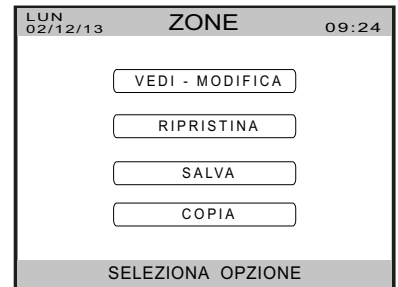 LUN
02/12/13
ZONE
09:24
VEDI - MODIFICA
RIPRISTINA
SALVA
COPIA
SELEZIONA OPZIONE